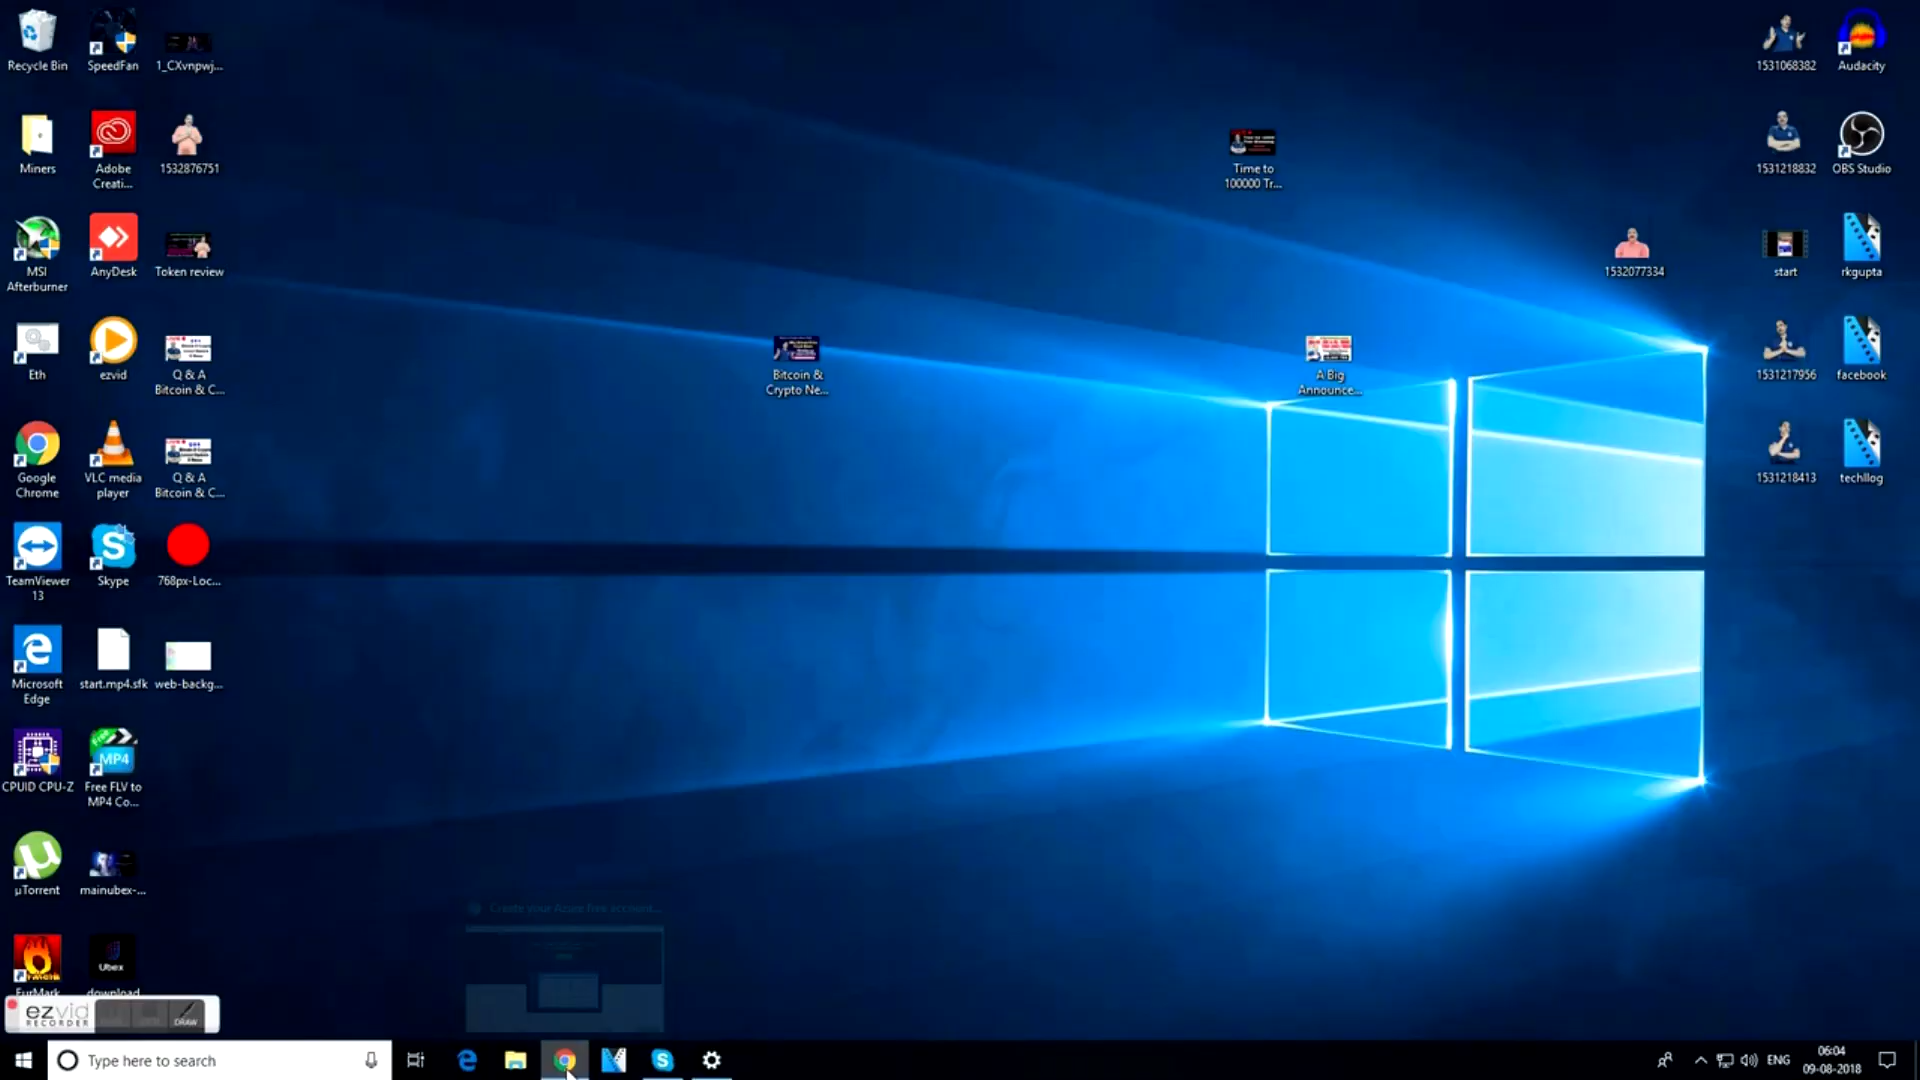 Recycle Bin
SpeedFan
1_CXvnpwj...
Miners
Adobe
Creati...
1532876751
MSI
Afterburner
AnyDesk
Token review
Eth
ezvid
Q & A
Bitcoin & C...
Google
Chrome
VLC media
player
Q & A
Bitcoin & C...
TeamViewer
13
Skype
768px-Loc...
Microsoft
Edge
start.mp4.sfk
web-backg...
CPUID CPU-Z
Free
MP4
Free FLV to
MP4 Co...
µTorrent
mainubex-...
Ubex
FurMark
download
Bitcoin &
Crypto Ne...
Time to
100000 Tr...
A Big
Announce...
1532077334
1531068382
Audacity
1531218832
OBS Studio
start
rkgupta
1531217956
facebook
1531218413
techllog
Create your Azure free account...
ezvid
RECORDER
DRAW
Type here to search
ENG
06:04
09-08-2018